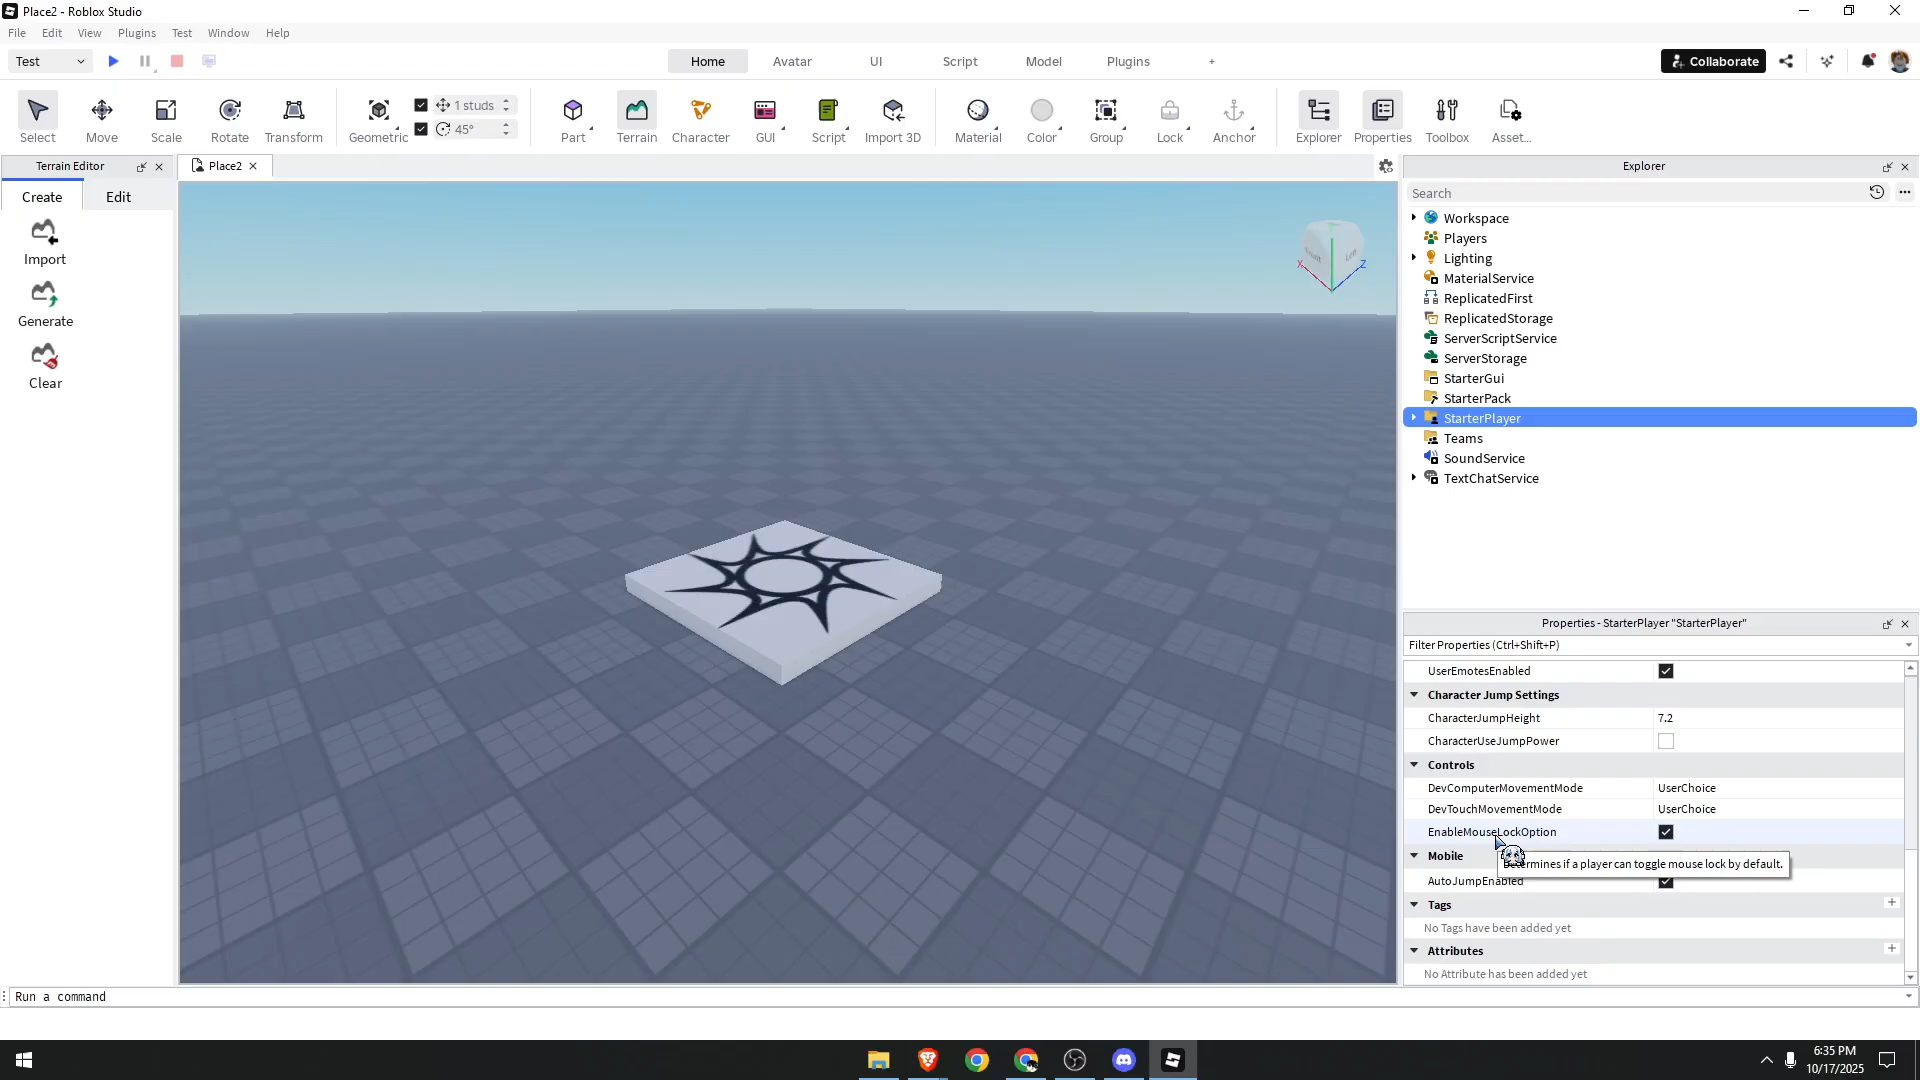 Place2 - Roblox Studio
File Edit View Plugins Test Window Help
Test
Home Avatar UI Script Model Plugins +
Collaborate
Select Move Scale Rotate Transform Geometric 1 studs 45° Part Terrain Character GUI Script Import 3D Material Color Group Lock Anchor Explorer Properties Toolbox Asset...
Terrain Editor
Place2
Explorer
Create Edit
Search
Import
Generate
Clear
X Z
Workspace
Players
Lighting
MaterialService
ReplicatedFirst
ReplicatedStorage
ServerScriptService
ServerStorage
StarterGui
StarterPack
StarterPlayer
Teams
SoundService
TextChatService
Properties - StarterPlayer "StarterPlayer"
Filter Properties (Ctrl+Shift+P)
UserEmotesEnabled
Character Jump Settings
CharacterJumpHeight 7.2
CharacterUseJumpPower
Controls
DevComputerMovementMode UserChoice
DevTouchMovementMode UserChoice
EnableMouseLockOption
Mobile
ermines if a player can toggle mouse lock by default.
AutoJumpEnabled
Tags
No Tags have been added yet
Attributes
No Attribute has been added yet
Run a command
6:35 PM
10/17/2025